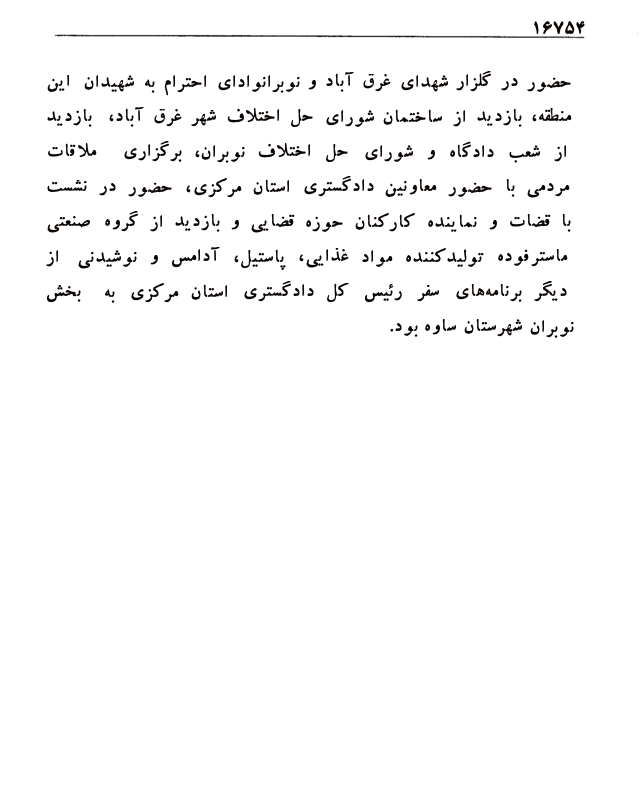 ۱۶۷۵۴
حضور در گلزار شهدای غرق آباد و نوبرانوادای احترام به شهیدان این
منطقه، بازدید از ساختمان شورای حل اختلاف شهر غرق آباد، بازدید
از شعب دادگاه و شورای حل اختلاف نوبران، برگزاری ملاقات
مردمی با حضور معاونین دادگستری استان مرکزی، حضور در نشست
با قضات و نماینده کارکنان حوزه قضایی و بازدید از گروه صنعتی
ماسترفوده تولیدکننده مواد غذایی، پاستیل، آدامس و نوشیدنی از
دیگر برنامه‌های سفر رئیس کل دادگستری استان مرکزی به بخش
نوبران شهرستان ساوه بود.